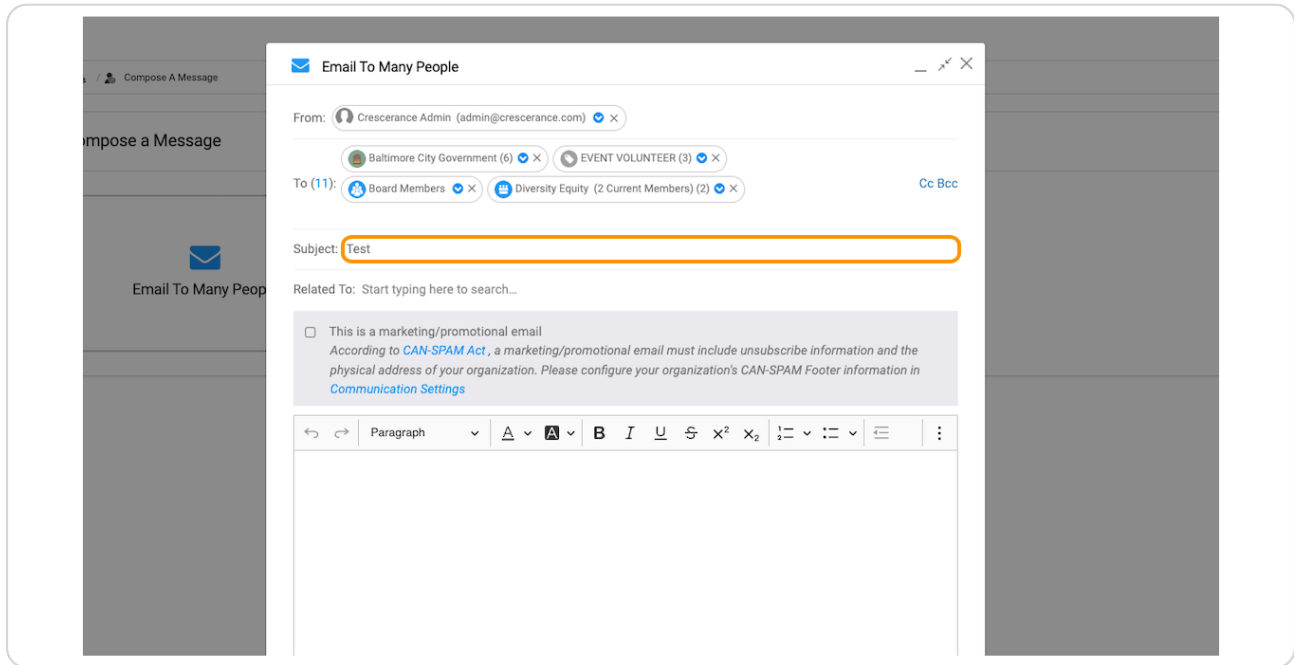 Compose A Message
Email To Many People
From: Crescerance Admin (admin@crescerance.com)
Compose a Message
Baltimore City Government (6) EVENT VOLUNTEER (3)
To (11): Board Members Diversity Equity (2 Current Members) (2) Cc Bcc
Subject: Test
Email To Many Peop
Related To: Start typing here to search...
This is a marketing/promotional email
According to CAN-SPAM Act , a marketing/promotional email must include unsubscribe information and the
physical address of your organization. Please configure your organization's CAN-SPAM Footer information in
Communication Settings
Paragraph